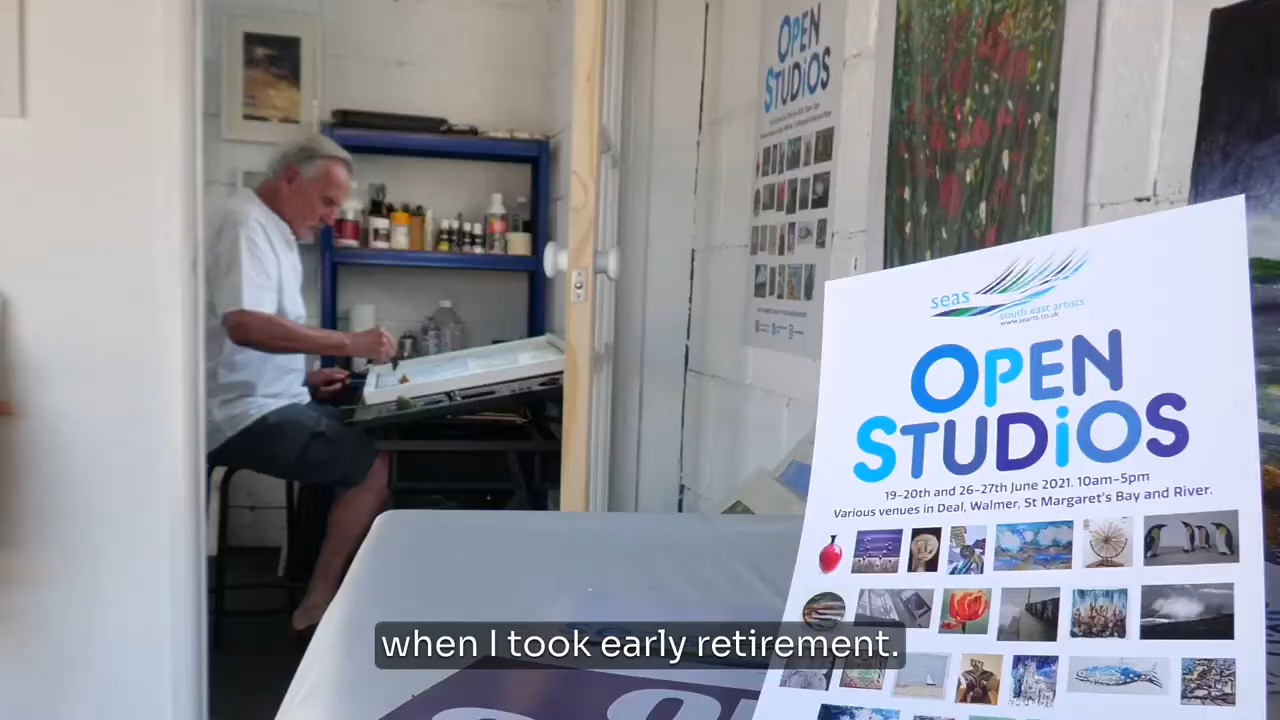 OPEN
STUDiOS
seas
south east artists
www.searts.co.uk
OPEN
STUDiOS
19-20th and 26-27th June 2021. 10am-5pm
Various venues in Deal, Walmer, St Margaret's Bay and River.
when I took early retirement.